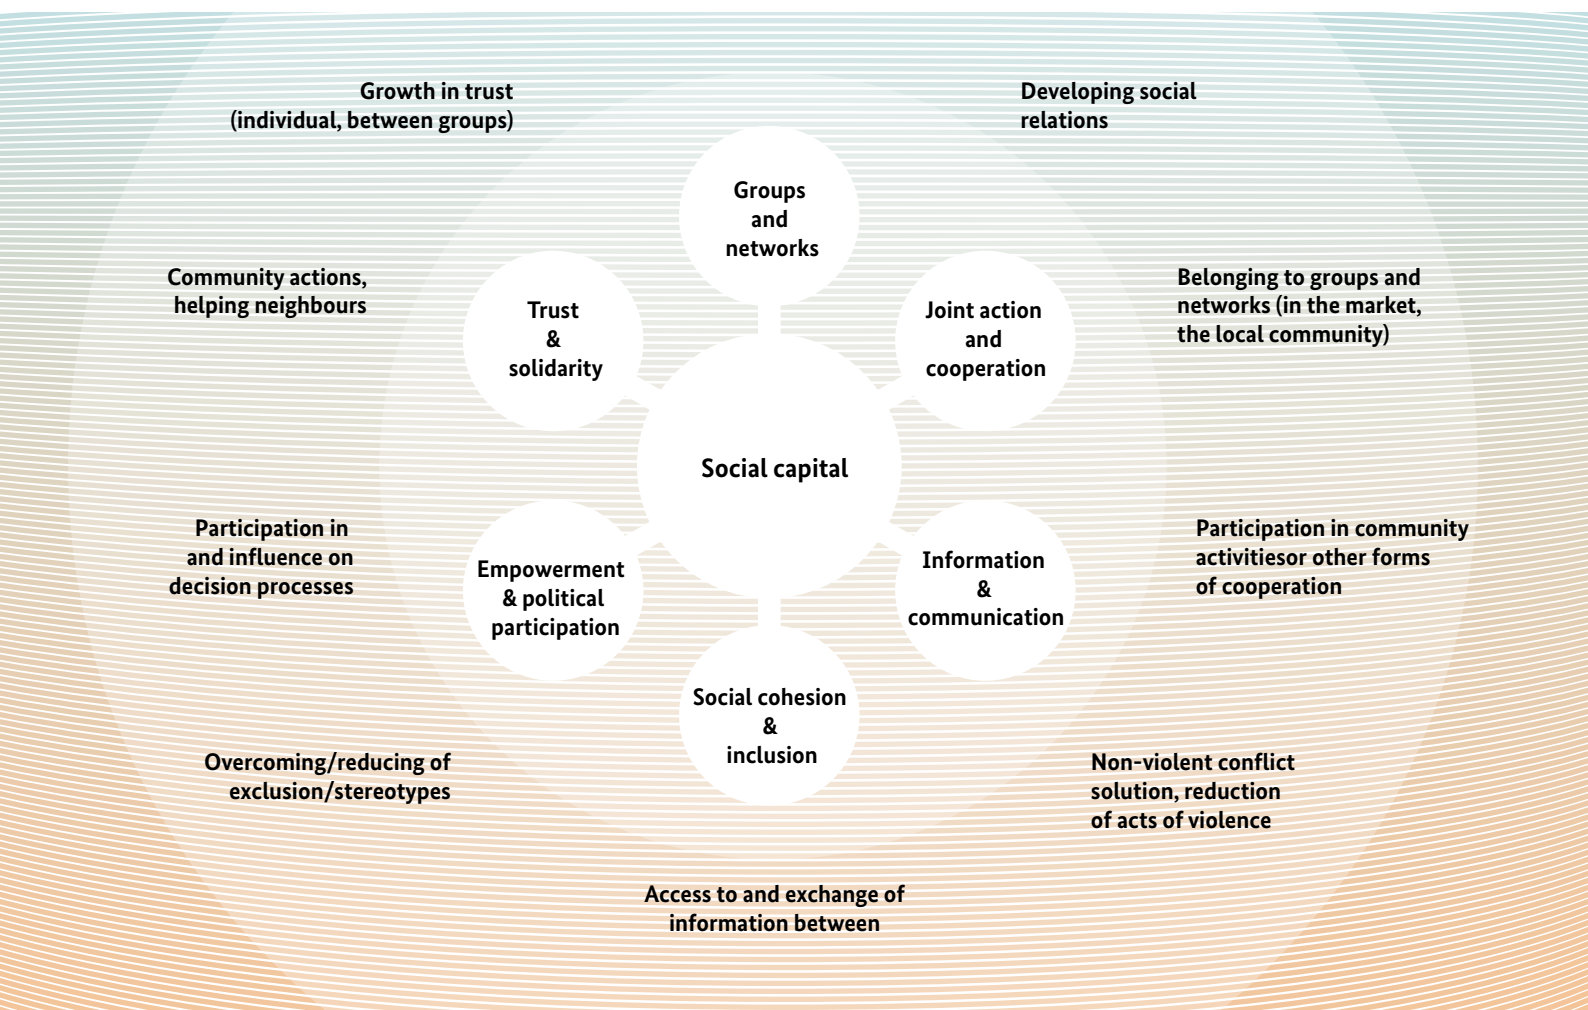 Growth in trust
(individual, between groups)
Developing social
relations
Groups
and
networks
Community actions,
helping neighbours
Trust
&
solidarity
Joint action
and
cooperation
Belonging to groups and
networks (in the market,
the local community)
Social capital
Participation in
and influence on
decision processes
Empowerment
& political
participation
Information
&
communication
Participation in community
activitiesor other forms
of cooperation
Social cohesion
&
inclusion
Overcoming/reducing of
exclusion/stereotypes
Non-violent conflict
solution, reduction
of acts of violence
Access to and exchange of
information between